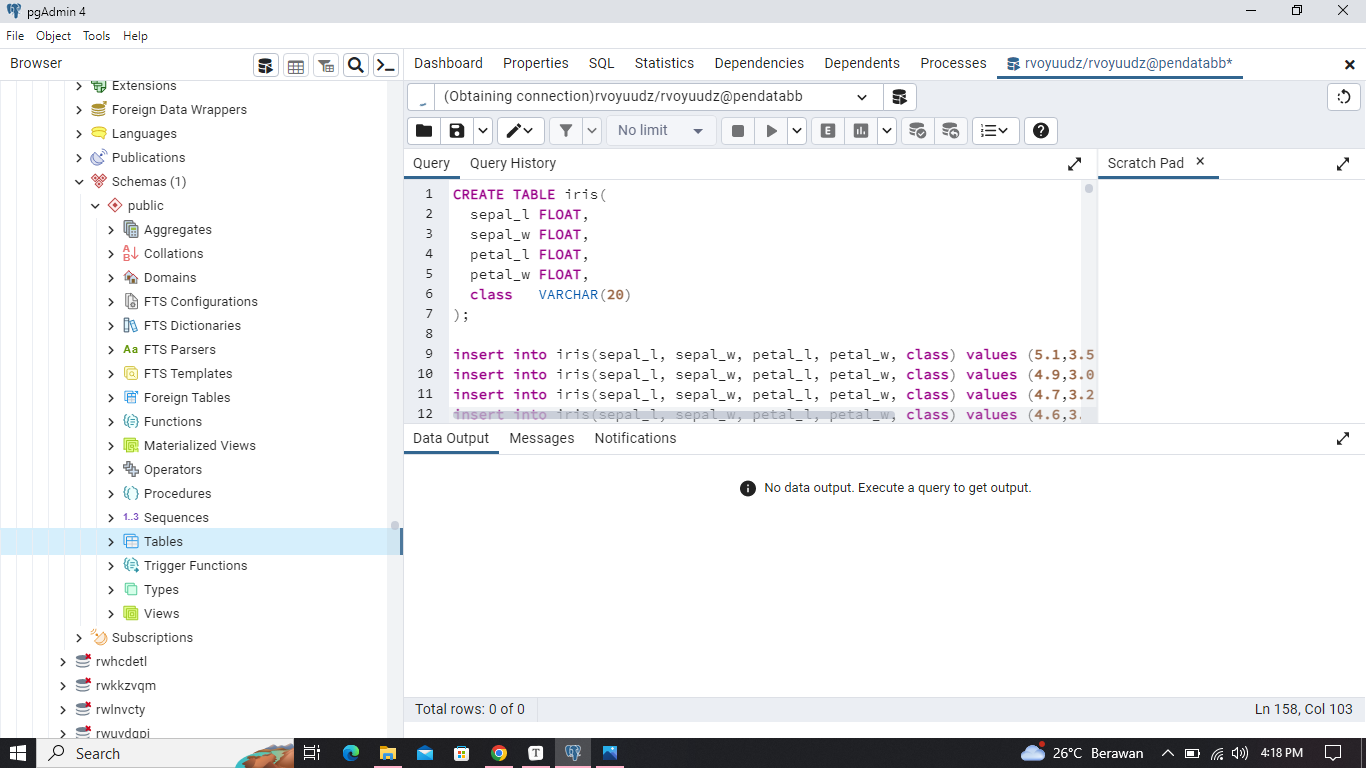 pgAdmin 4
File Object Tools Help
Browser
Dashboard Properties SQL Statistics Dependencies Dependents Processes rvoyuudz/rvoyuudz@pendatabb*
Extensions
Foreign Data Wrappers
Languages
Publications
Schemas (1)
public
Aggregates
Collations
Domains
FTS Configurations
FTS Dictionaries
Aa FTS Parsers
FTS Templates
Foreign Tables
Functions
Materialized Views
Operators
Procedures
1..3 Sequences
Tables
Trigger Functions
Types
Views
Subscriptions
rwhcdetl
rwkkzvqm
rwlnvcty
rwuvdqpi
(Obtaining connection)rvoyuudz/rvoyuudz@pendatabb
No limit
E
Query Query History
Scratch Pad
1 CREATE TABLE iris(
2 sepal_l FLOAT,
3 sepal_w FLOAT,
4 petal_l FLOAT,
5 petal_w FLOAT,
6 class VARCHAR(20)
7 );
8
9 insert into iris(sepal_l, sepal_w, petal_l, petal_w, class) values (5.1,3.5
10 insert into iris(sepal_l, sepal_w, petal_l, petal_w, class) values (4.9,3.0
11 insert into iris(sepal_l, sepal_w, petal_l, petal_w, class) values (4.7,3.2
12 insert into iris(sepal_l, sepal_w, petal_l, petal_w, class) values (4.6,3.
Data Output Messages Notifications
No data output. Execute a query to get output.
Total rows: 0 of 0
Ln 158, Col 103
Search
T
26°C Berawan
4:18 PM